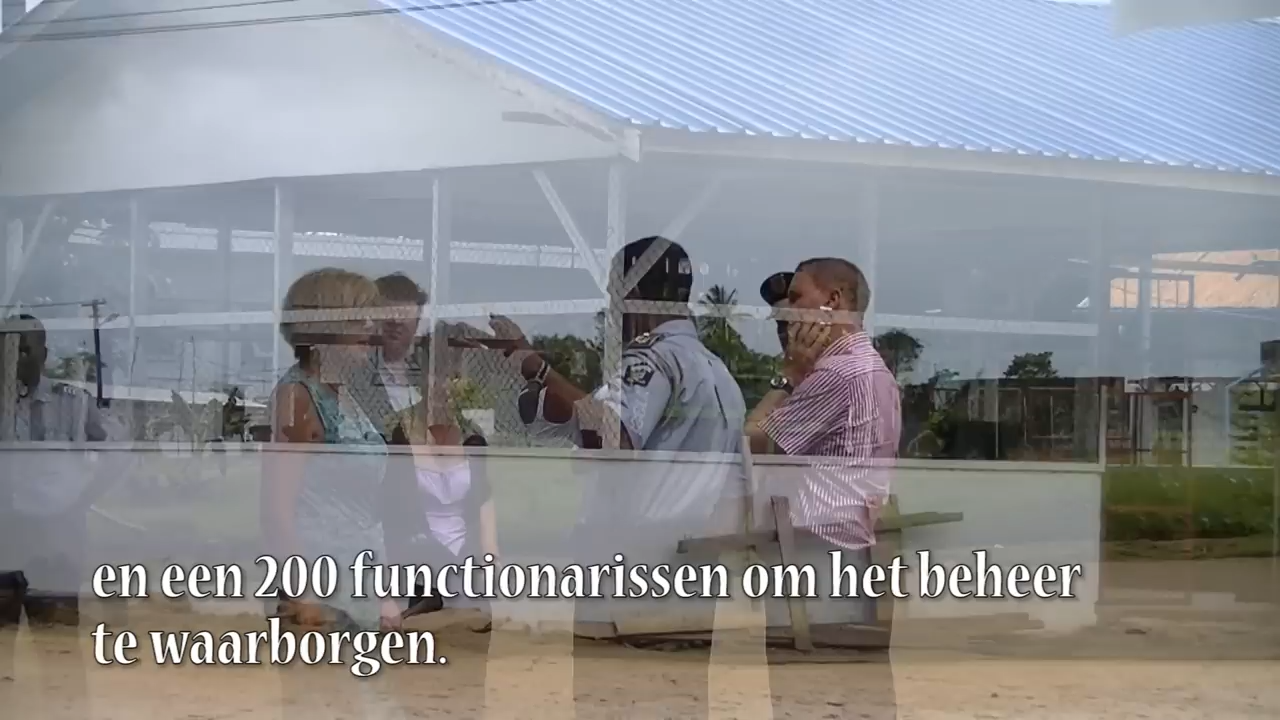 en een 200 functionarissen om het beheer
te waarborgen.